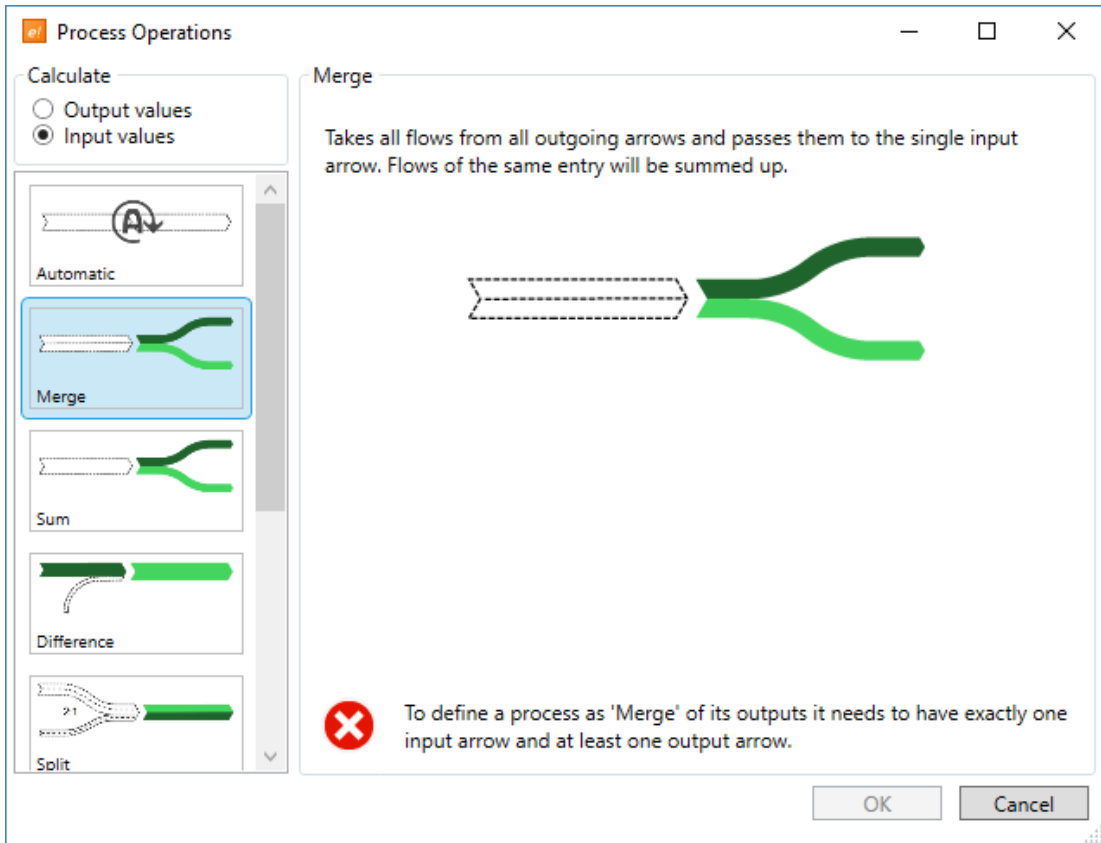 e!
Process Operations
Calculate
Output values
Input values
A
Automatic
Merge
Sum
Difference
2:1
Split
Merge
Takes all flows from all outgoing arrows and passes them to the single input
arrow. Flows of the same entry will be summed up.
To define a process as 'Merge' of its outputs it needs to have exactly one
input arrow and at least one output arrow.
OK
Cancel